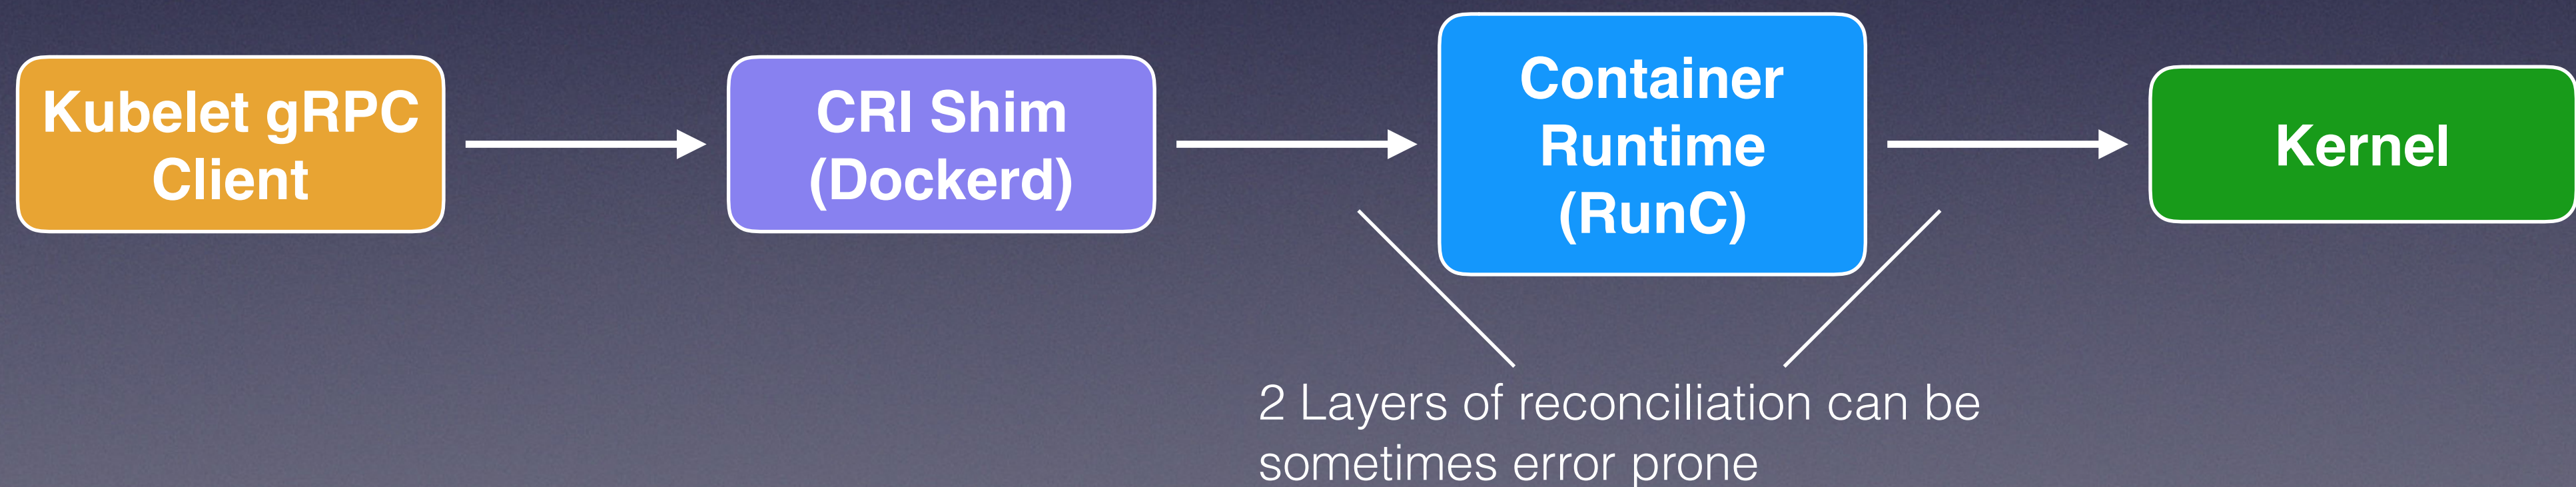 Kubelet gRPC
Client
CRI Shim
(Dockerd)
Container
Runtime
(RunC)
Kernel
2 Layers of reconciliation can be
sometimes error prone